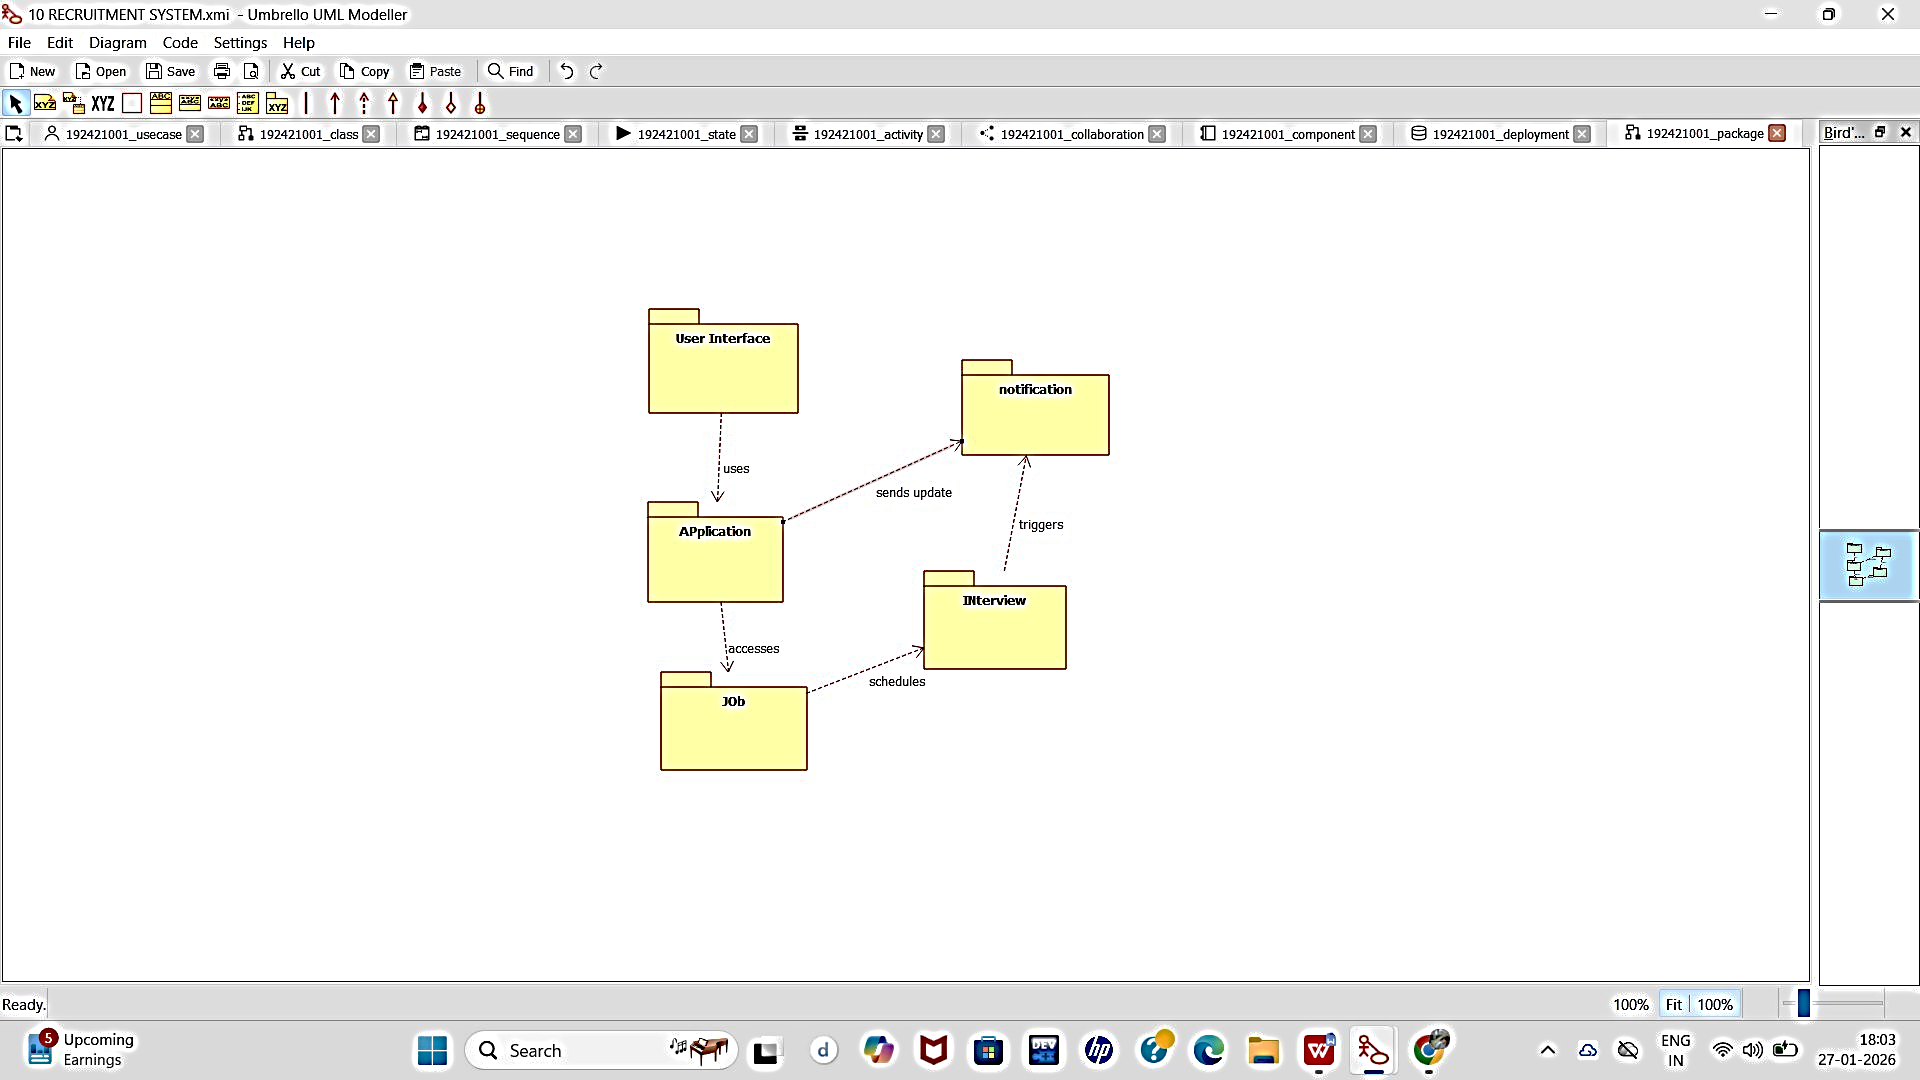 10 RECRUITMENT SYSTEM.xmi - Umbrello UML Modeller
File Edit Diagram Code Settings Help
New Open Save Cut Copy Paste Find
XYZ
192421001_usecase 192421001_class 192421001_sequence 192421001_state 192421001_activity 192421001_collaboration 192421001_component 192421001_deployment 192421001_package Bird'...
User Interface
notification
uses
sends update
triggers
APplication
INterview
accesses
schedules
JOb
Ready. 100% Fit 100%
5 Upcoming
Earnings
Search
d
DEV
hp
W
ENG
IN
18:03
27-01-2026